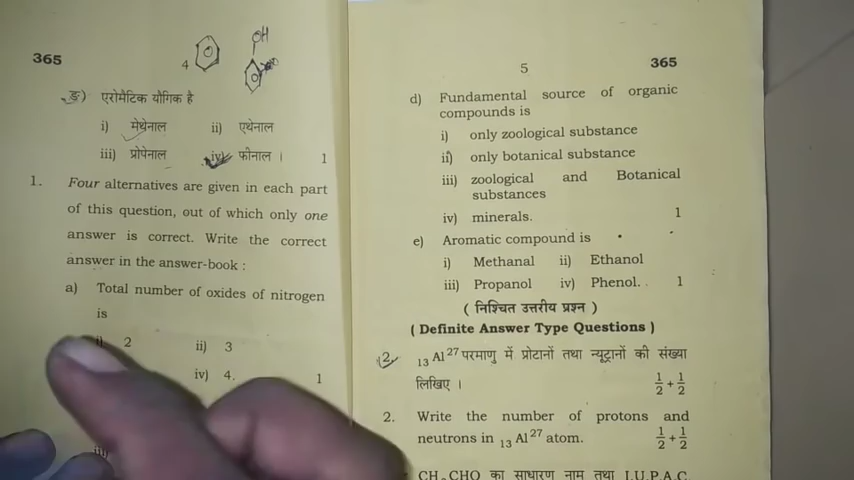 365
4
OH
ङ) एरोमैटिक यौगिक है
i) मेथेनाल ii) एथेनाल
iii) प्रोपेनाल iv) फीनाल । 1
1. Four alternatives are given in each part
of this question, out of which only one
answer is correct. Write the correct
answer in the answer-book :
a) Total number of oxides of nitrogen
is
i) 2 ii) 3
iv) 4. 1
5 365
d) Fundamental source of organic
compounds is
i) only zoological substance
ii) only botanical substance
iii) zoological and Botanical
substances
iv) minerals. 1
e) Aromatic compound is
i) Methanal ii) Ethanol
iii) Propanol iv) Phenol. 1
( निश्चित उत्तरीय प्रश्न )
( Definite Answer Type Questions )
2. ₁₃Al²⁷ परमाणु में प्रोटानों तथा न्यूट्रानों की संख्या
लिखिए । ½ + ½
2. Write the number of protons and
neutrons in ₁₃Al²⁷ atom. ½ + ½
CHO का साधारण नाम तथा I.U.P.A.C.